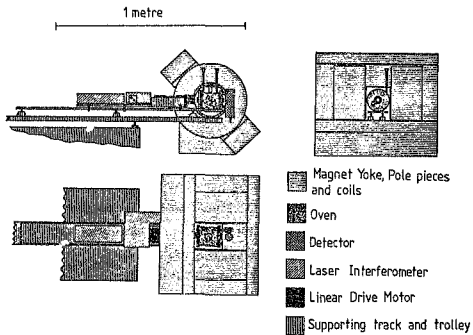 1 metre
Magnet Yoke, Pole pieces
and coils
Oven
Detector
Laser Interferometer
Linear Drive Motor
Supporting track and trolley